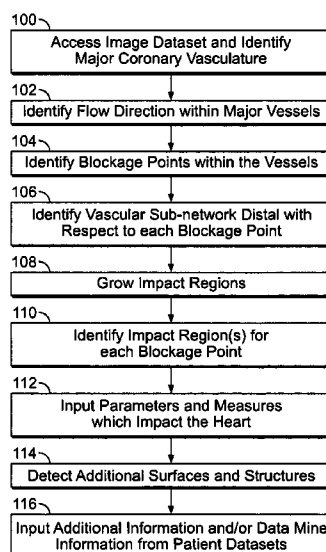 100
Access Image Dataset and Identify
Major Coronary Vasculature
102
Identify Flow Direction within Major Vessels
104
Identify Blockage Points within the Vessels
106
Identify Vascular Sub-network Distal with
Respect to each Blockage Point
108
Grow Impact Regions
110
Identify Impact Region(s) for
each Blockage Point
112
Input Parameters and Measures
which Impact the Heart
114
Detect Additional Surfaces and Structures
116
Input Additional Information and/or Data Mine
Information from Patient Datasets